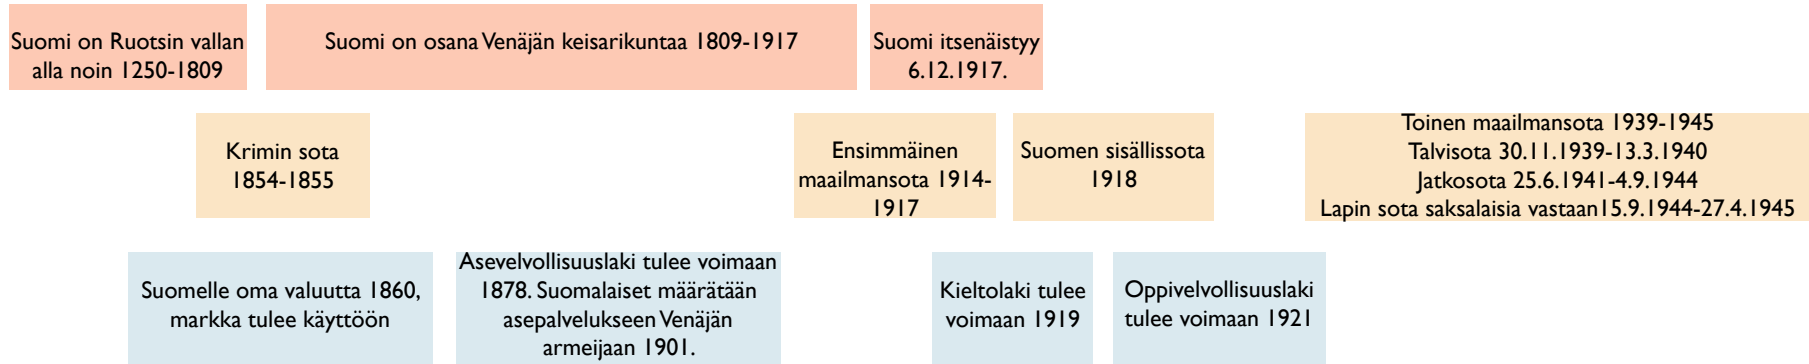 Suomi on Ruotsin vallan
alla noin 1250-1809
Suomi on osana Venäjän keisarikuntaa 1809-1917
Suomi itsenäistyy
6.12.1917.
Krimin sota
1854-1855
Ensimmäinen
maailmansota 1914-
1917
Suomen sisällissota
1918
Toinen maailmansota 1939-1945
Talvisota 30.11.1939-13.3.1940
Jatkosota 25.6.1941-4.9.1944
Lapin sota saksalaisia vastaan15.9.1944-27.4.1945
Suomelle oma valuutta 1860,
markka tulee käyttöön
Asevelvollisuuslaki tulee voimaan
1878. Suomalaiset määrätään
asepalvelukseen Venäjän
armeijaan 1901.
Kieltolaki tulee
voimaan 1919
Oppivelvollisuuslaki
tulee voimaan 1921